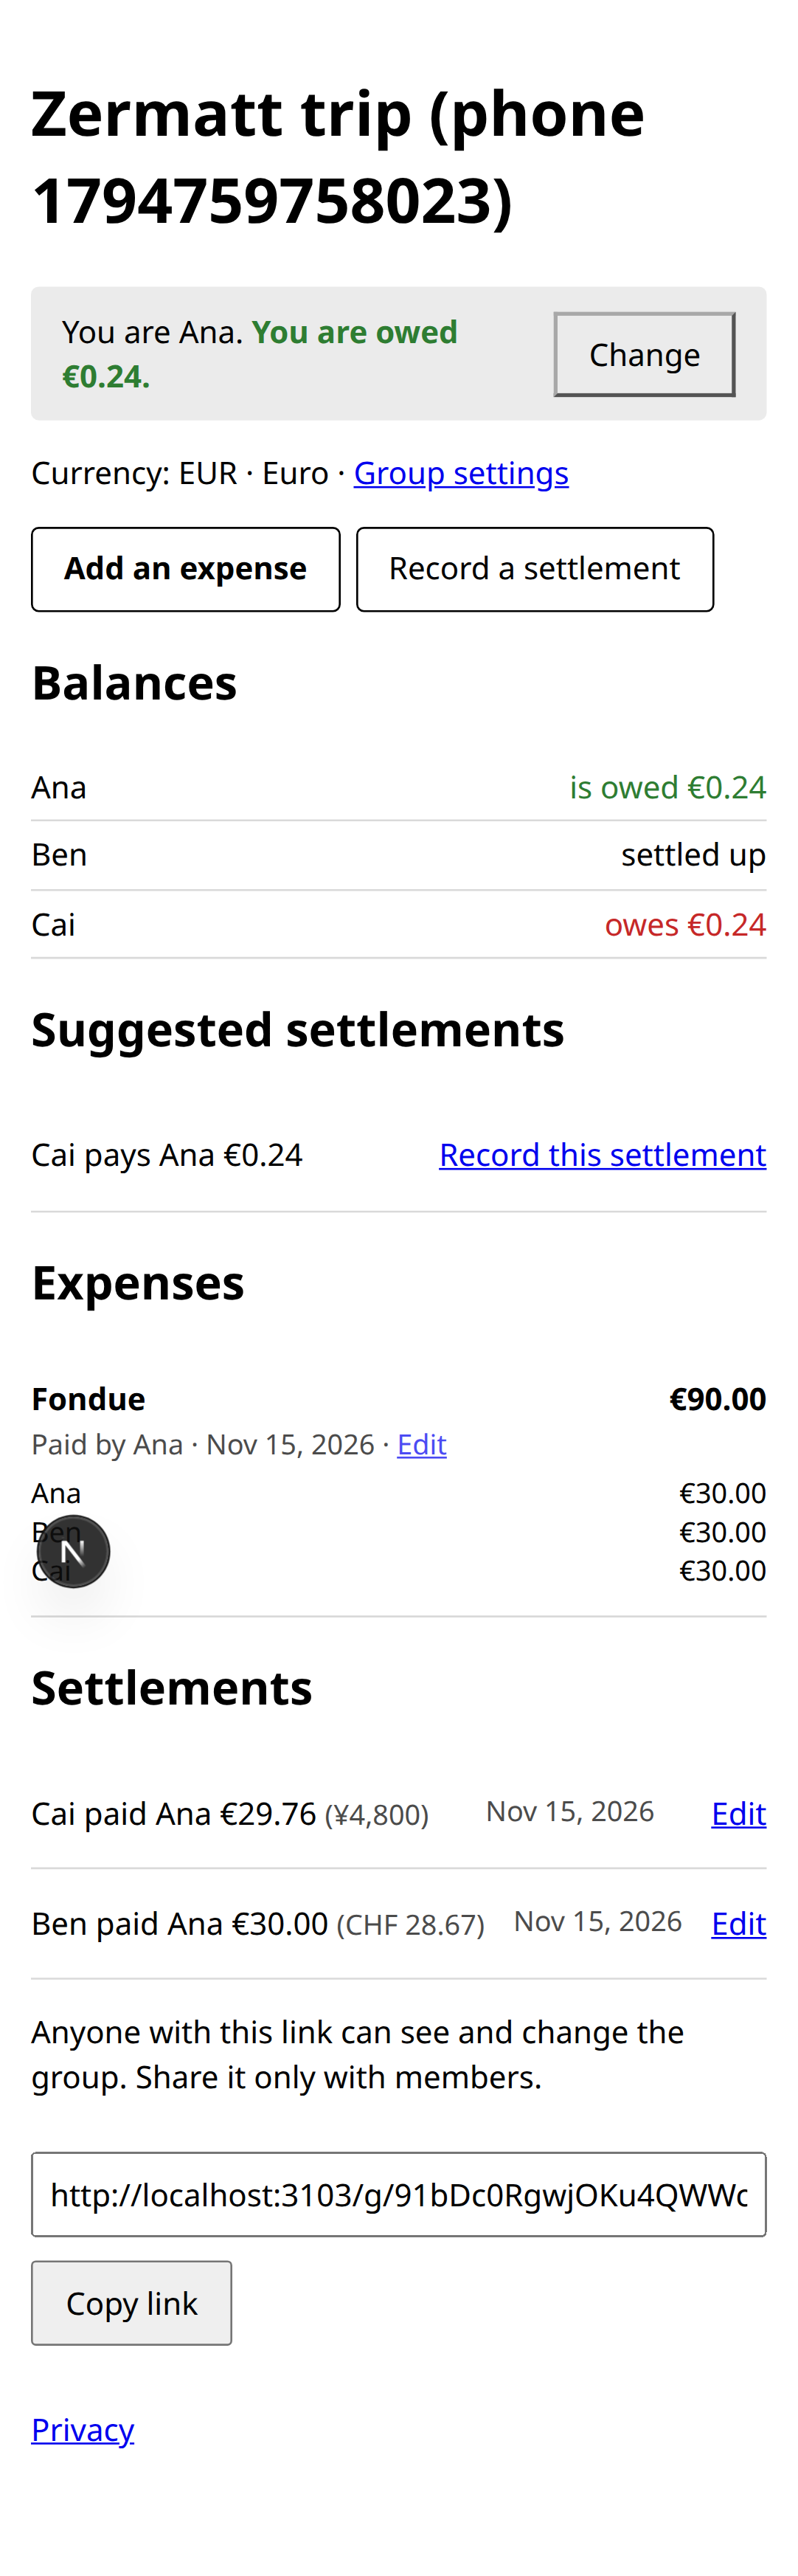 Zermatt trip (phone
1794759758023)
You are Ana. You are owed
€0.24.
Change
Currency: EUR · Euro · Group settings
Add an expense
Record a settlement
Balances
Ana is owed €0.24
Ben settled up
Cai owes €0.24
Suggested settlements
Cai pays Ana €0.24 Record this settlement
Expenses
Fondue €90.00
Paid by Ana · Nov 15, 2026 · Edit
Ana €30.00
Ben €30.00
N
Cai €30.00
Settlements
Cai paid Ana €29.76 (¥4,800) Nov 15, 2026 Edit
Ben paid Ana €30.00 (CHF 28.67) Nov 15, 2026 Edit
Anyone with this link can see and change the
group. Share it only with members.
http://localhost:3103/g/91bDc0RgwjOKu4QWWc
Copy link
Privacy